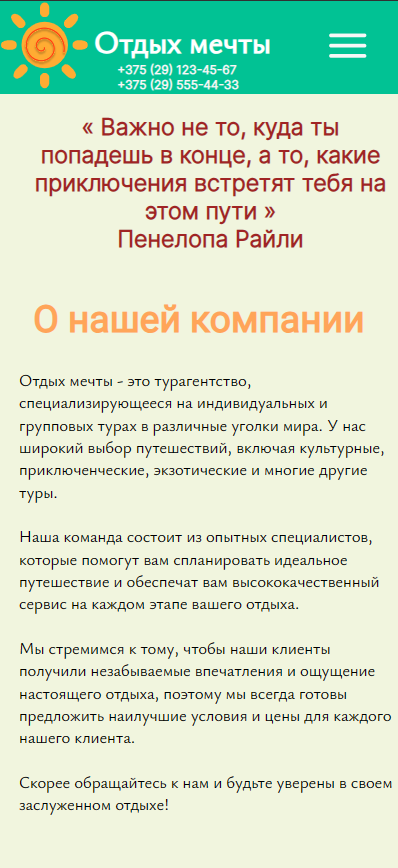 Отдых мечты
+375 (29) 123-45-67
+375 (29) 555-44-33
« Важно не то, куда ты
попадешь в конце, а то, какие
приключения встретят тебя на
этом пути »
Пенелопа Райли
О нашей компании
Отдых мечты - это турагентство,
специализирующееся на индивидуальных и
групповых турах в различные уголки мира. У нас
широкий выбор путешествий, включая культурные,
приключенческие, экзотические и многие другие
туры.
Наша команда состоит из опытных специалистов,
которые помогут вам спланировать идеальное
путешествие и обеспечат вам высококачественный
сервис на каждом этапе вашего отдыха.
Мы стремимся к тому, чтобы наши клиенты
получили незабываемые впечатления и ощущение
настоящего отдыха, поэтому мы всегда готовы
предложить наилучшие условия и цены для каждого
нашего клиента.
Скорее обращайтесь к нам и будьте уверены в своем
заслуженном отдыхе!